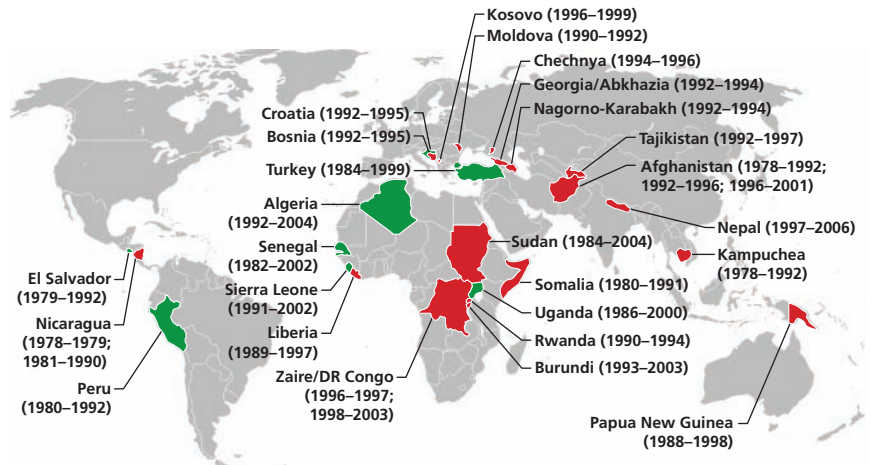 Kosovo (1996–1999)
Moldova (1990–1992)
Chechnya (1994–1996)
Georgia/Abkhazia (1992–1994)
Nagorno-Karabakh (1992–1994)
Croatia (1992–1995)
Bosnia (1992–1995)
Turkey (1984–1999)
Tajikistan (1992–1997)
Afghanistan (1978–1992;
1992–1996; 1996–2001)
Algeria
(1992–2004)
Nepal (1997–2006)
Senegal
(1982–2002)
Sudan (1984–2004)
Kampuchea
(1978–1992)
El Salvador
(1979–1992)
Sierra Leone
(1991–2002)
Somalia (1980–1991)
Uganda (1986–2000)
Nicaragua
(1978–1979;
1981–1990)
Liberia
(1989–1997)
Rwanda (1990–1994)
Burundi (1993–2003)
Zaire/DR Congo
(1996–1997;
1998–2003)
Peru
(1980–1992)
Papua New Guinea
(1988–1998)